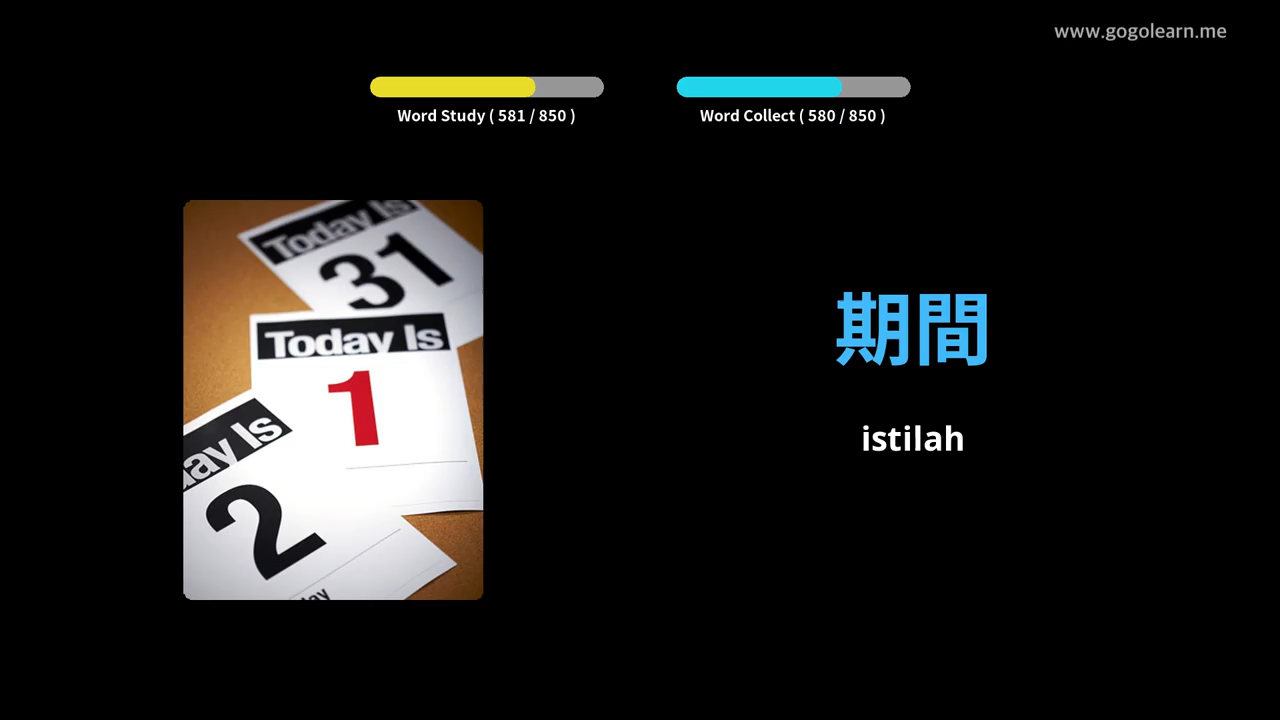 www.gogolearn.me
Word Study ( 581 / 850 )
Word Collect ( 580 / 850 )
Today Is
31
Today Is
1
ay Is
2
ay
期間
istilah